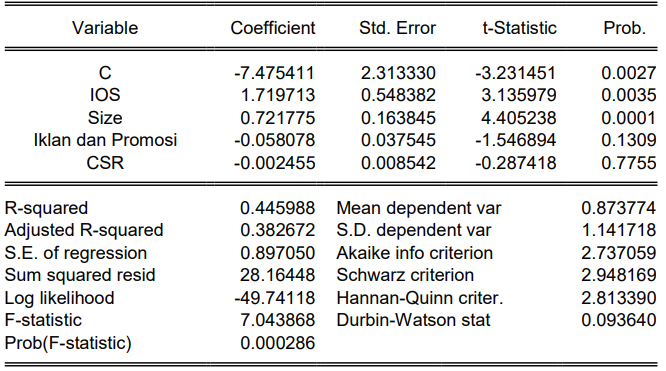 Variable Coefficient Std. Error t-Statistic Prob.
C -7.475411 2.313330 -3.231451 0.0027
IOS 1.719713 0.548382 3.135979 0.0035
Size 0.721775 0.163845 4.405238 0.0001
Iklan dan Promosi -0.058078 0.037545 -1.546894 0.1309
CSR -0.002455 0.008542 -0.287418 0.7755
R-squared 0.445988 Mean dependent var 0.873774
Adjusted R-squared 0.382672 S.D. dependent var 1.141718
S.E. of regression 0.897050 Akaike info criterion 2.737059
Sum squared resid 28.16448 Schwarz criterion 2.948169
Log likelihood -49.74118 Hannan-Quinn criter. 2.813390
F-statistic 7.043868 Durbin-Watson stat 0.093640
Prob(F-statistic) 0.000286